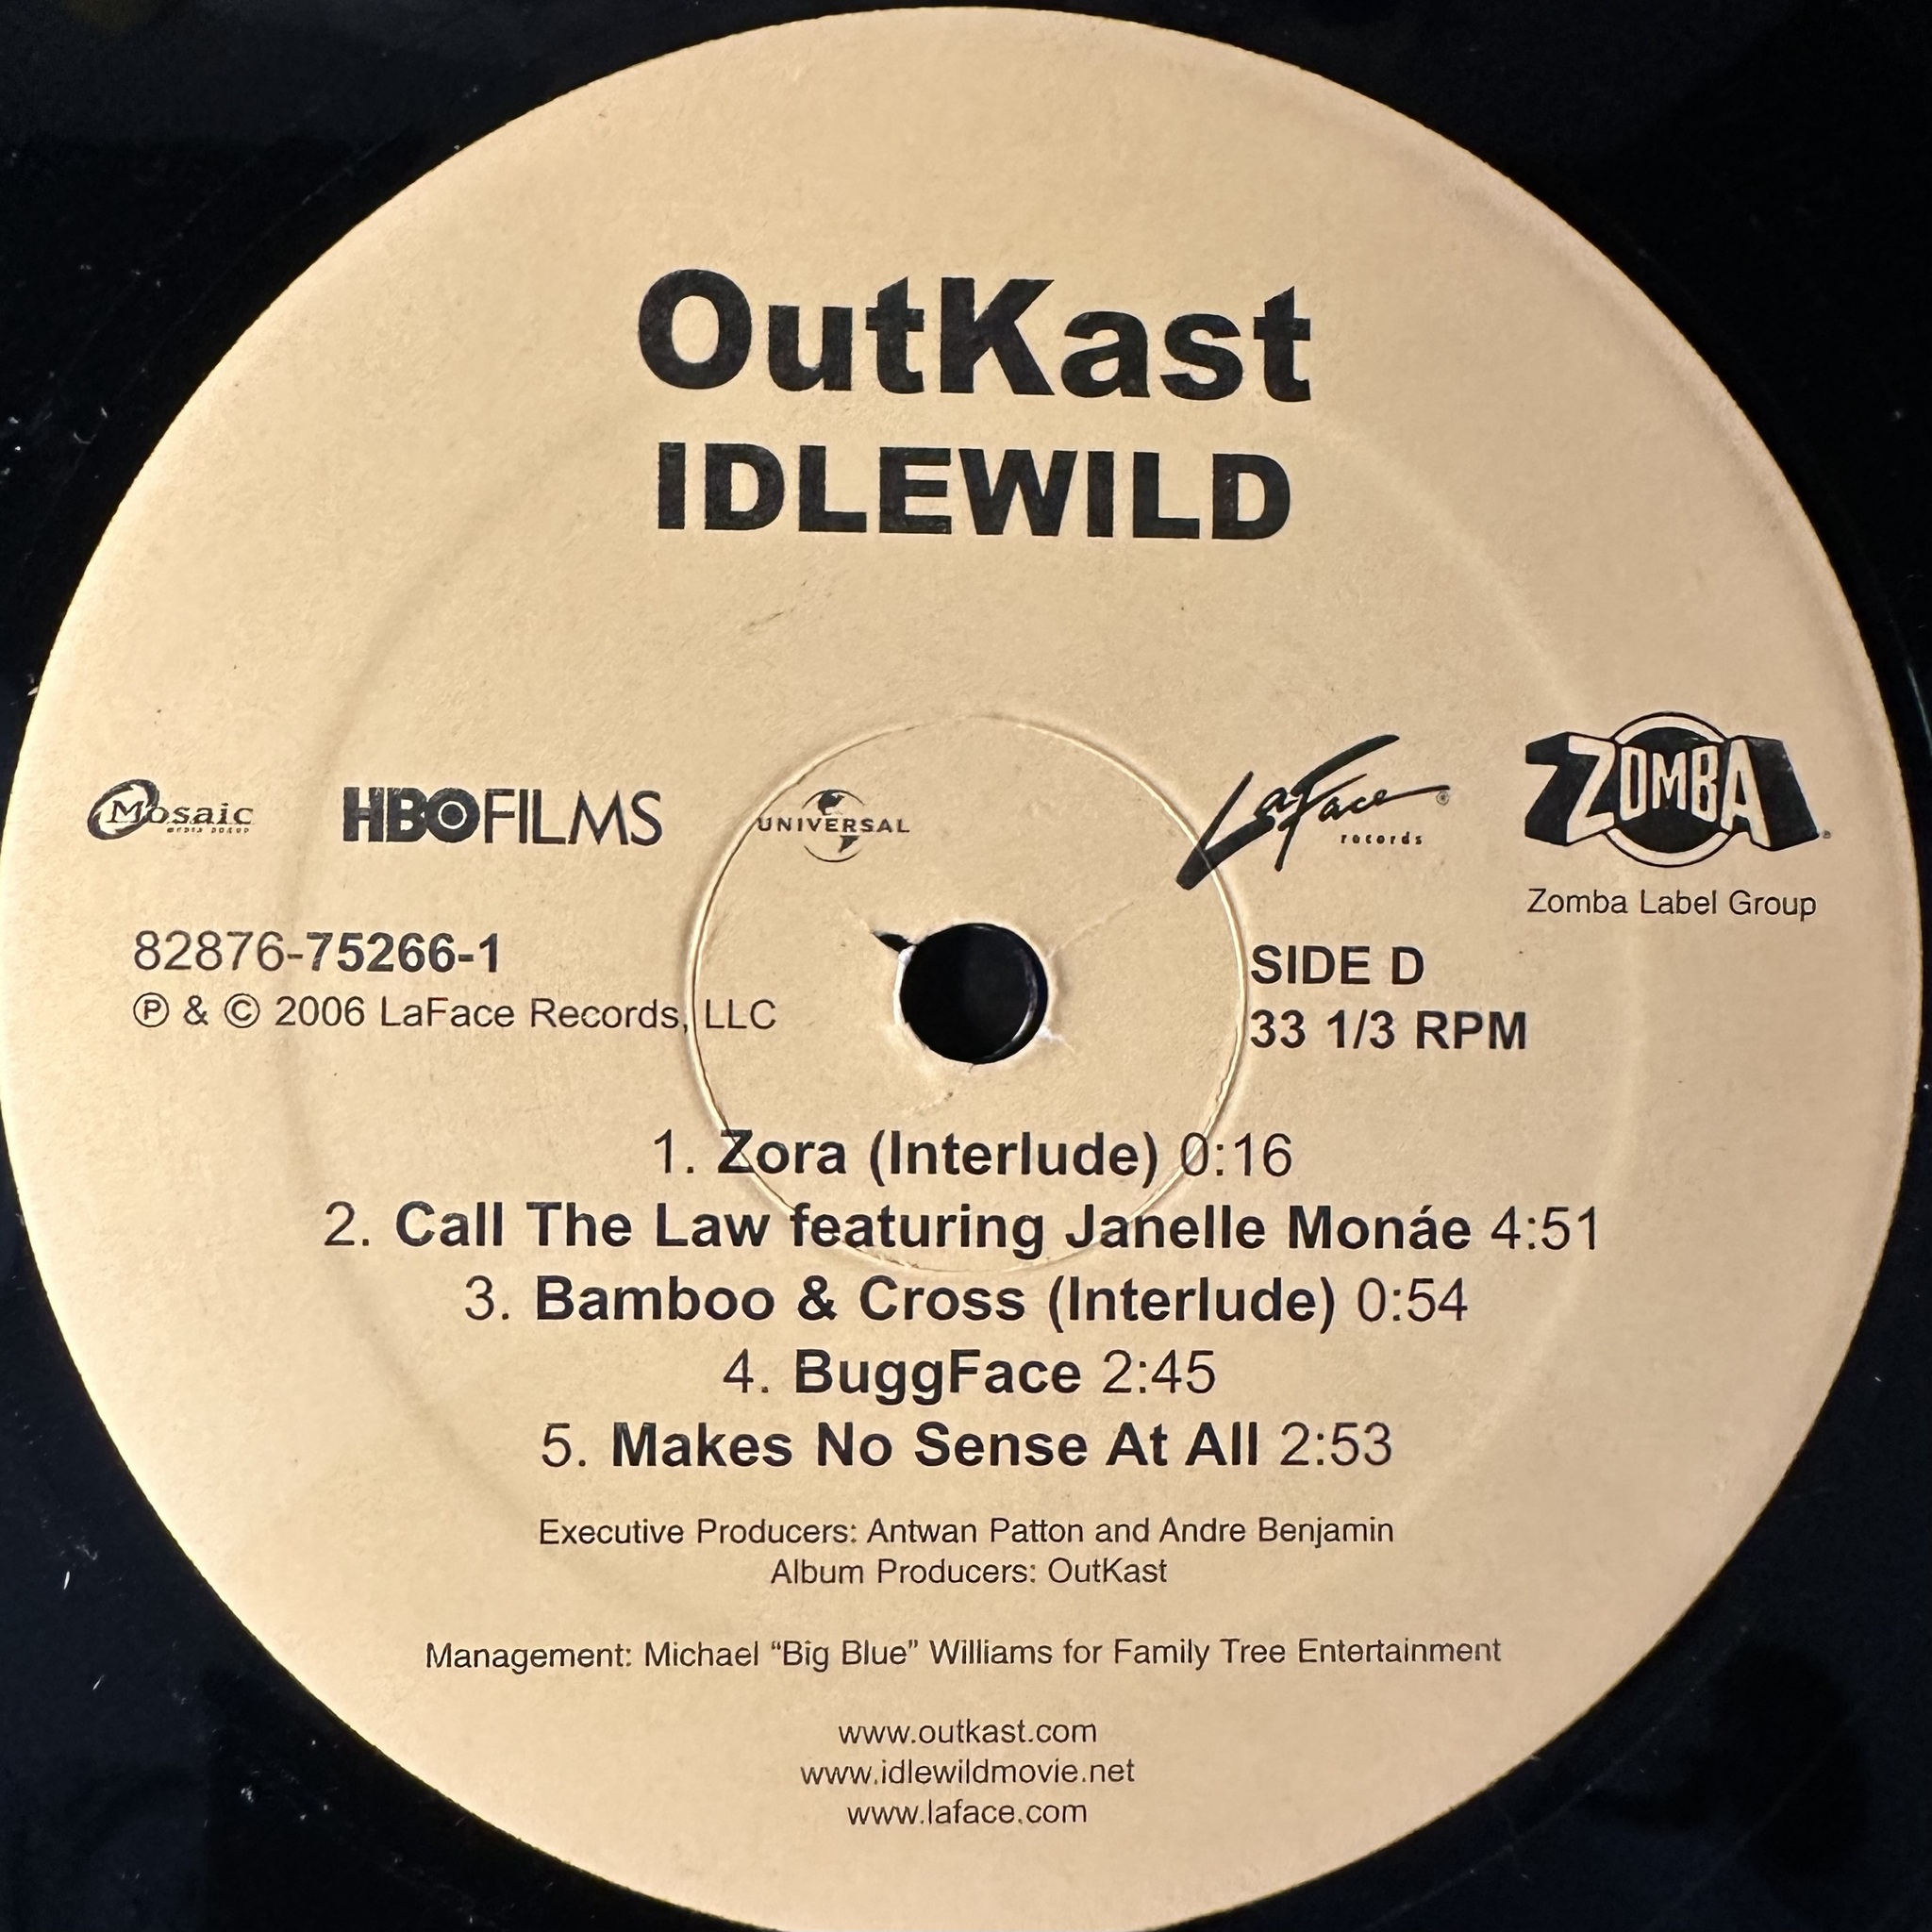 OutKast
IDLEWILD
Mosaic
MEDIA GROUP
HBO FILMS
UNIVERSAL
LaFace ®
records
ZOMBA ®
Zomba Label Group
82876-75266-1
℗ & © 2006 LaFace Records, LLC
SIDE D
33 1/3 RPM
1. Zora (Interlude) 0:16
2. Call The Law featuring Janelle Monáe 4:51
3. Bamboo & Cross (Interlude) 0:54
4. BuggFace 2:45
5. Makes No Sense At All 2:53
Executive Producers: Antwan Patton and Andre Benjamin
Album Producers: OutKast
Management: Michael “Big Blue” Williams for Family Tree Entertainment
www.outkast.com
www.idlewildmovie.net
www.laface.com